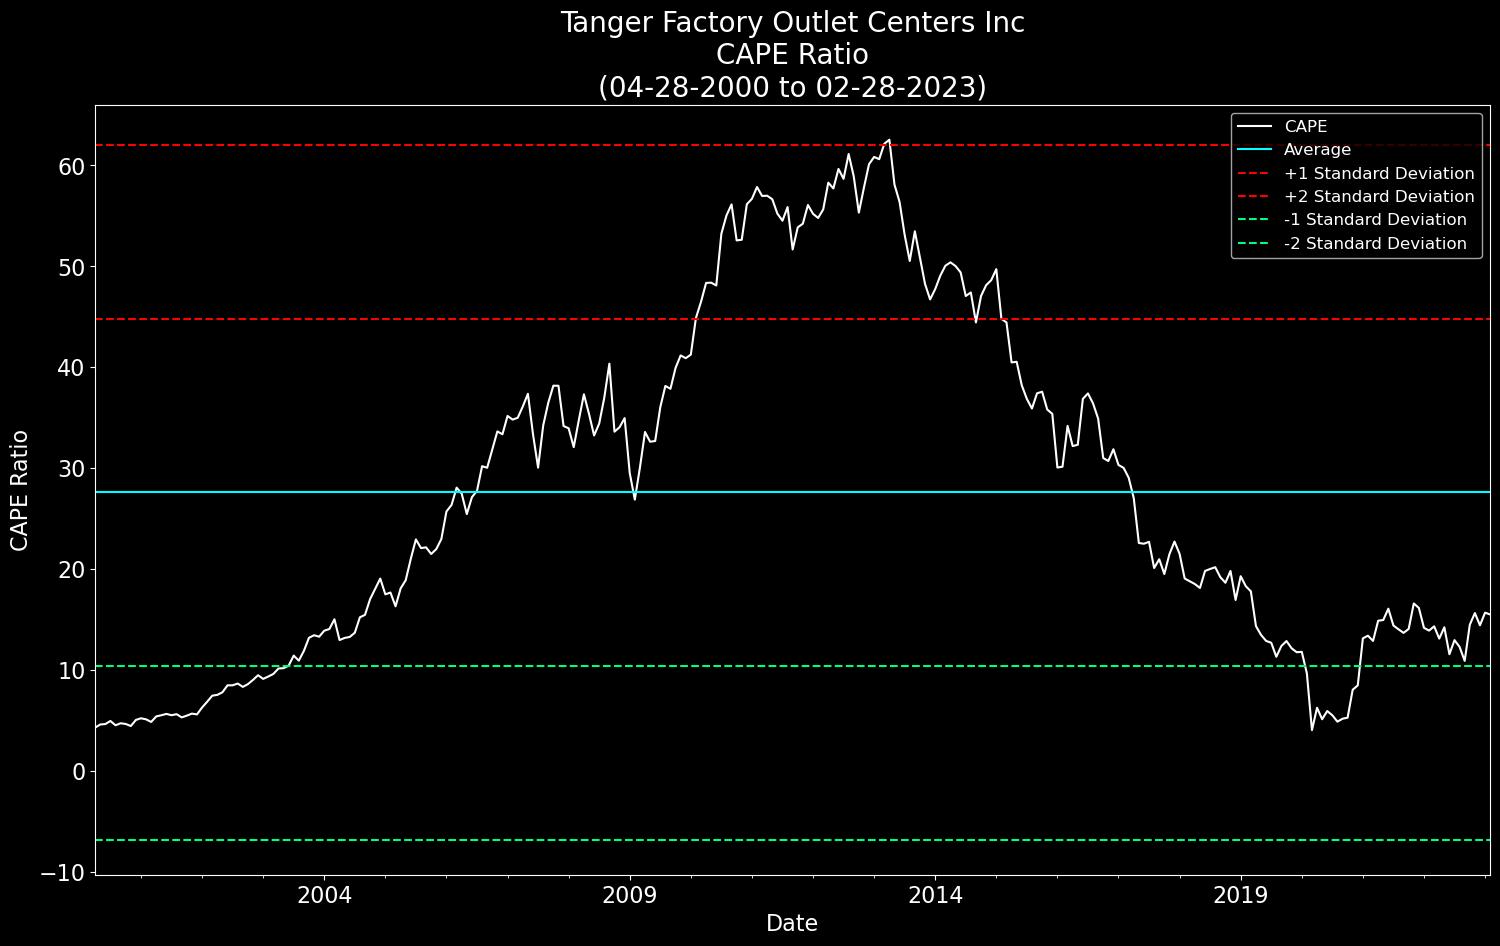 Tanger Factory Outlet Centers Inc
CAPE Ratio
(04-28-2000 to 02-28-2023)
CAPE
Average
+1 Standard Deviation
+2 Standard Deviation
-1 Standard Deviation
-2 Standard Deviation
60
50
40
30
20
10
0
−10
CAPE Ratio
2004 2009 2014 2019
Date